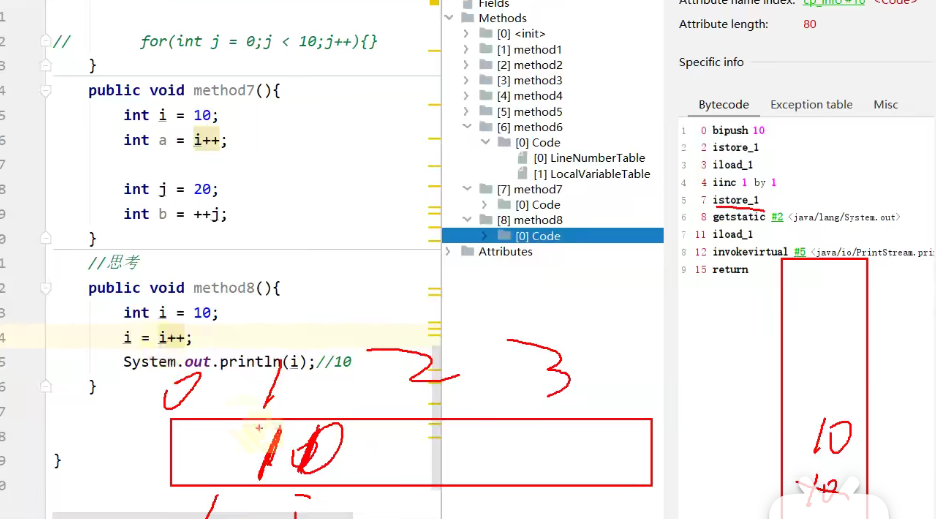 Fields
Methods
[0] <init>
[1] method1
[2] method2
[3] method3
[4] method4
[5] method5
[6] method6
[0] Code
[0] LineNumberTable
[1] LocalVariableTable
[7] method7
[0] Code
[8] method8
[0] Code
Attributes
// for(int j = 0;j < 10;j++){}
}
public void method7(){
int i = 10;
int a = i++;
int j = 20;
int b = ++j;
}
//思考
public void method8(){
int i = 10;
i = i++;
System.out.println(i);//10
}
}
0 1 2 3
10
Attribute name index: cp_info #10 <Code>
Attribute length: 80
Specific info
Bytecode Exception table Misc
1 0 bipush 10
2 2 istore_1
3 3 iload_1
4 4 iinc 1 by 1
5 7 istore_1
6 8 getstatic #2 <java/lang/System.out>
7 11 iload_1
8 12 invokevirtual #5 <java/io/PrintStream.pri
9 15 return
10